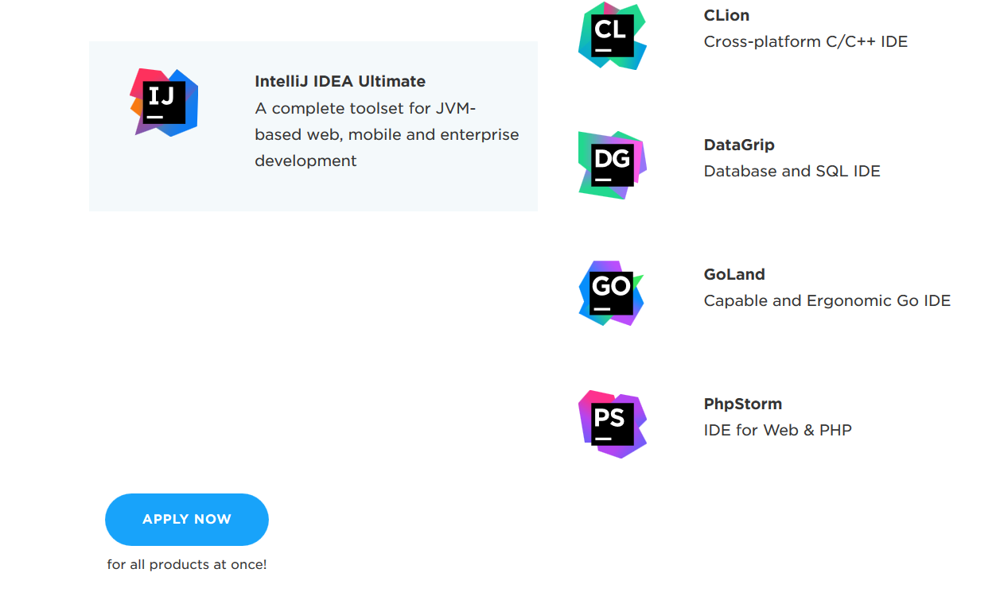 IJ
IntelliJ IDEA Ultimate
A complete toolset for JVM-
based web, mobile and enterprise
development
CL
CLion
Cross-platform C/C++ IDE
DG
DataGrip
Database and SQL IDE
GO
GoLand
Capable and Ergonomic Go IDE
PS
PhpStorm
IDE for Web & PHP
APPLY NOW
for all products at once!